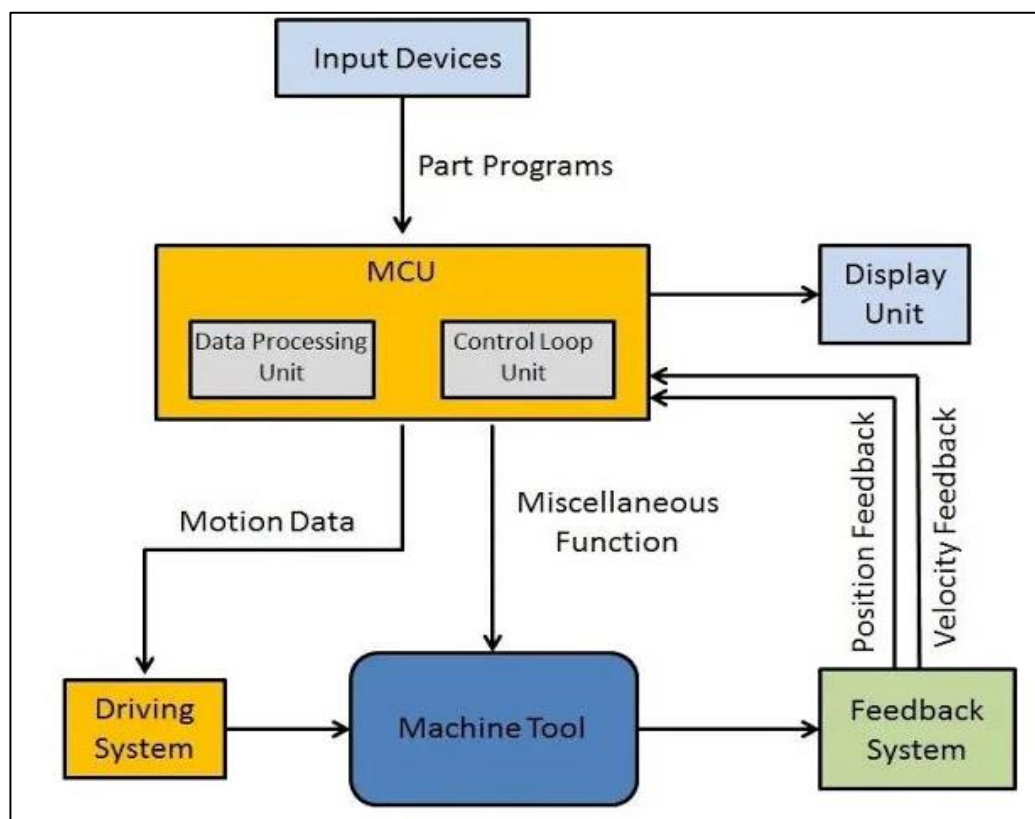 Input Devices
Part Programs
MCU
Data Processing
Unit
Control Loop
Unit
Display
Unit
Motion Data
Miscellaneous
Function
Position Feedback
Velocity Feedback
Driving
System
Machine Tool
Feedback
System